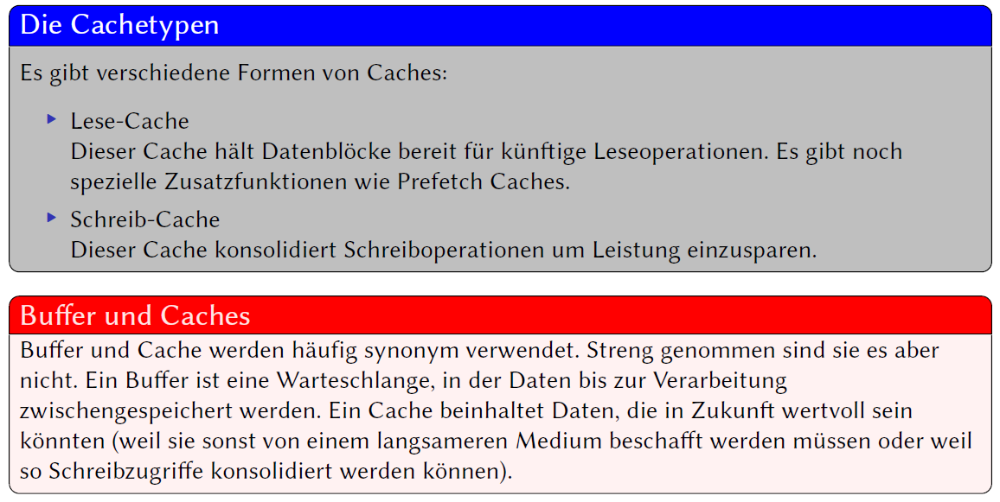 Die Cachetypen
Es gibt verschiedene Formen von Caches:
Lese-Cache
Dieser Cache hält Datenblöcke bereit für künftige Leseoperationen. Es gibt noch
spezielle Zusatzfunktionen wie Prefetch Caches.
Schreib-Cache
Dieser Cache konsolidiert Schreiboperationen um Leistung einzusparen.
Buffer und Caches
Buffer und Cache werden häufig synonym verwendet. Streng genommen sind sie es aber
nicht. Ein Buffer ist eine Warteschlange, in der Daten bis zur Verarbeitung
zwischengespeichert werden. Ein Cache beinhaltet Daten, die in Zukunft wertvoll sein
könnten (weil sie sonst von einem langsameren Medium beschafft werden müssen oder weil
so Schreibzugriffe konsolidiert werden können).